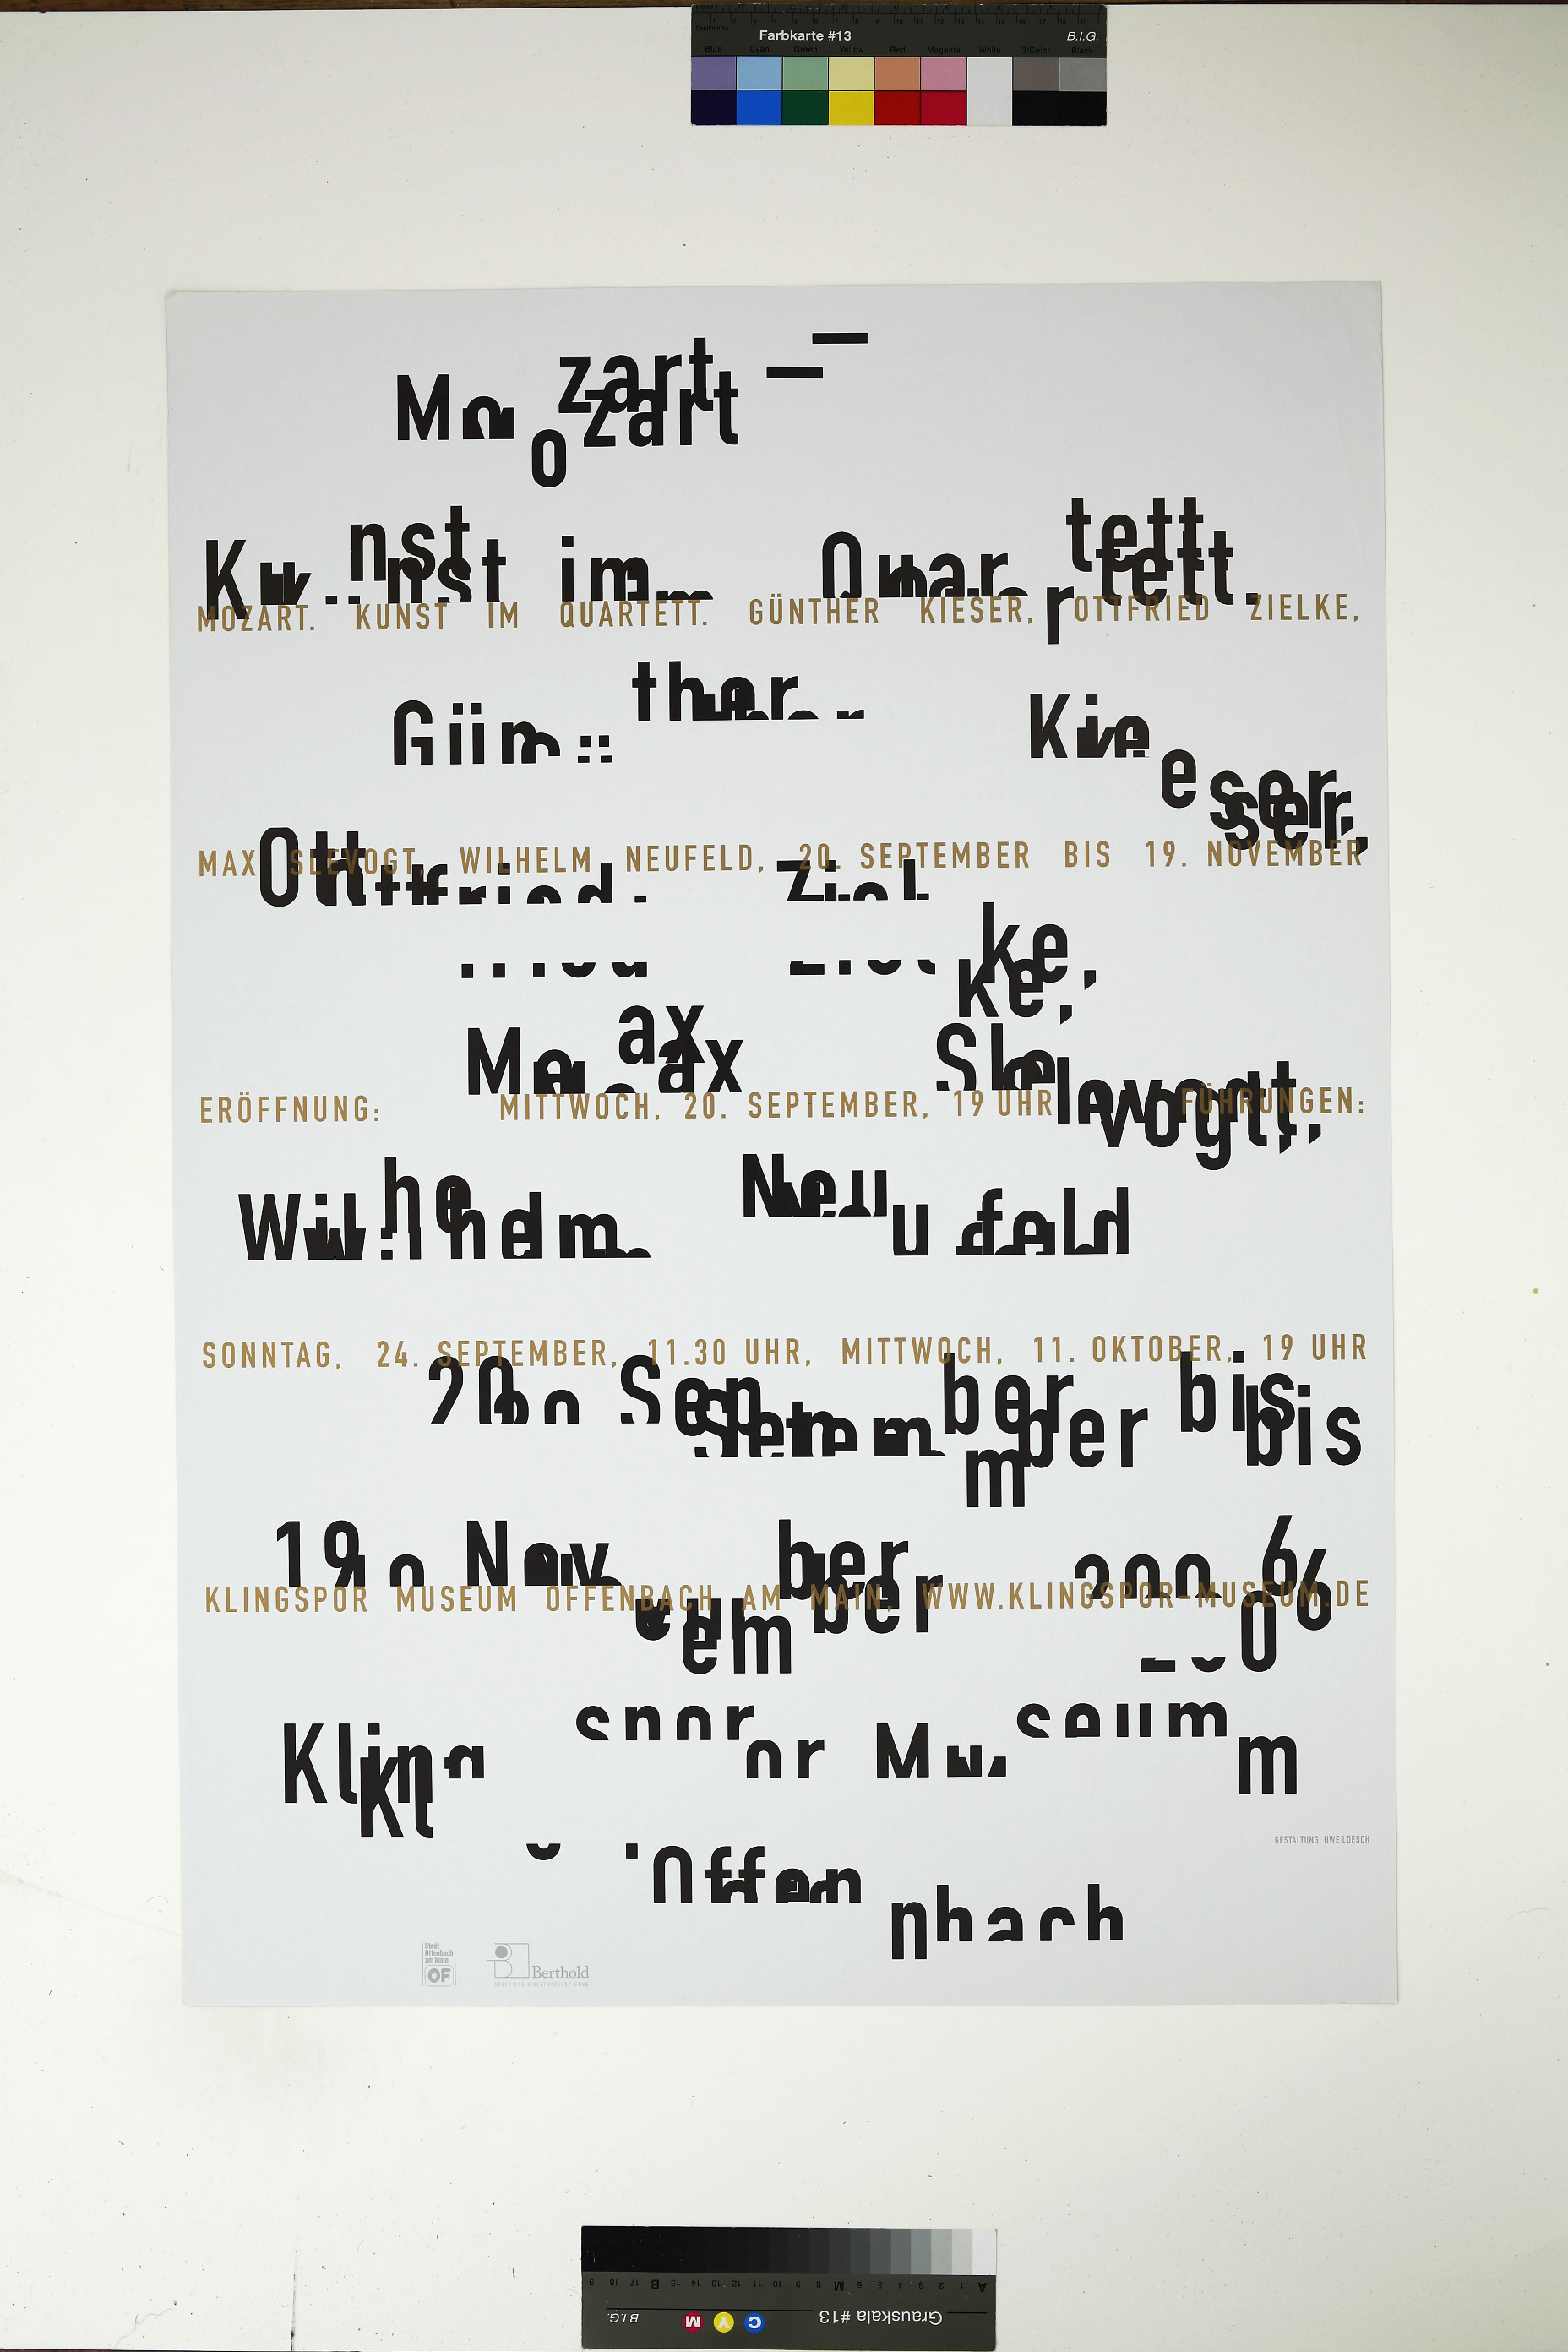 Farbkarte #13 B.I.G.
Blue Cyan Green Yellow Red Magenta White 3/Color Black
Mozart –
Kunst im Quartett.
MOZART. KUNST IM QUARTETT. GÜNTHER KIESER, OTTFRIED ZIELKE,
Günther Kieser,
MAX SLEVOGT, WILHELM NEUFELD, 20. SEPTEMBER BIS 19. NOVEMBER
Ottfried Zielke,
Max Slevogt,
ERÖFFNUNG: MITTWOCH, 20. SEPTEMBER, 19 UHR FÜHRUNGEN:
Wilhelm Neufeld
SONNTAG, 24. SEPTEMBER, 11.30 UHR, MITTWOCH, 11. OKTOBER, 19 UHR
20. September bis
19. November 2006
KLINGSPOR MUSEUM OFFENBACH AM MAIN, WWW.KLINGSPOR-MUSEUM.DE
Klingspor Museum
GESTALTUNG: UWE LOESCH
Offenbach
Stadt
Offenbach
am Main
OF
Berthold
Grauskala #13 C Y M B.I.G.